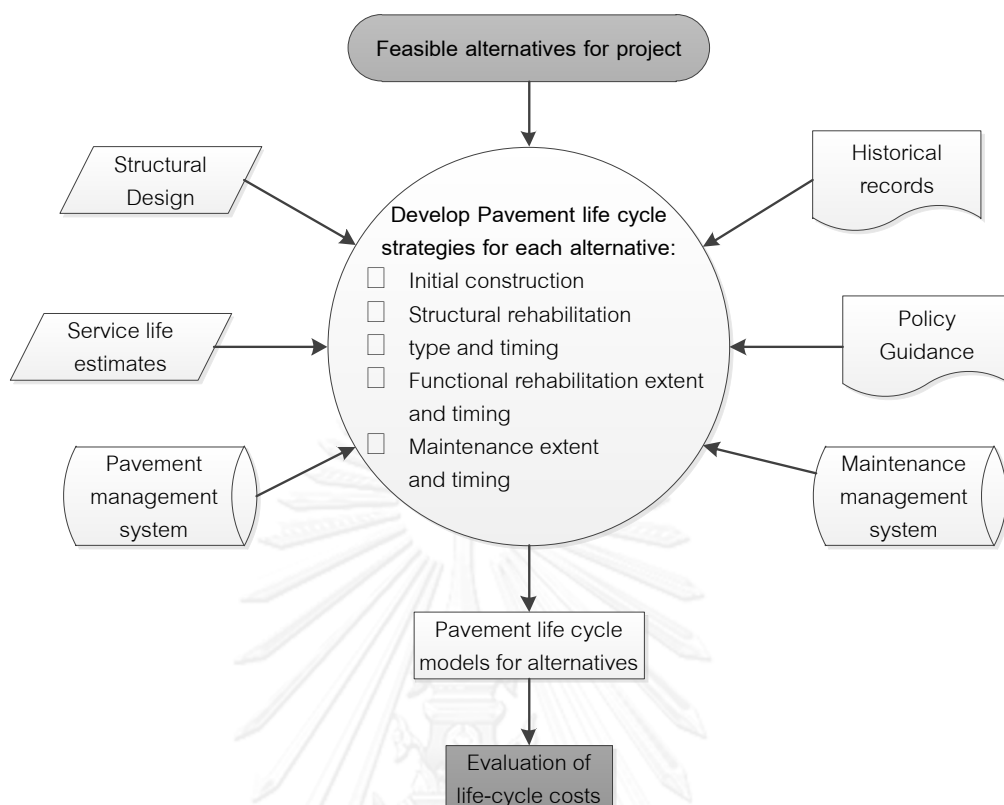 Feasible alternatives for project
Structural
Design
Historical
records
Develop Pavement life cycle
strategies for each alternative:
☐ Initial construction
☐ Structural rehabilitation
☐ type and timing
☐ Functional rehabilitation extent
and timing
☐ Maintenance extent
and timing
Service life
estimates
Policy
Guidance
Pavement
management
system
Maintenance
management
system
Pavement life cycle
models for alternatives
Evaluation of
life-cycle costs